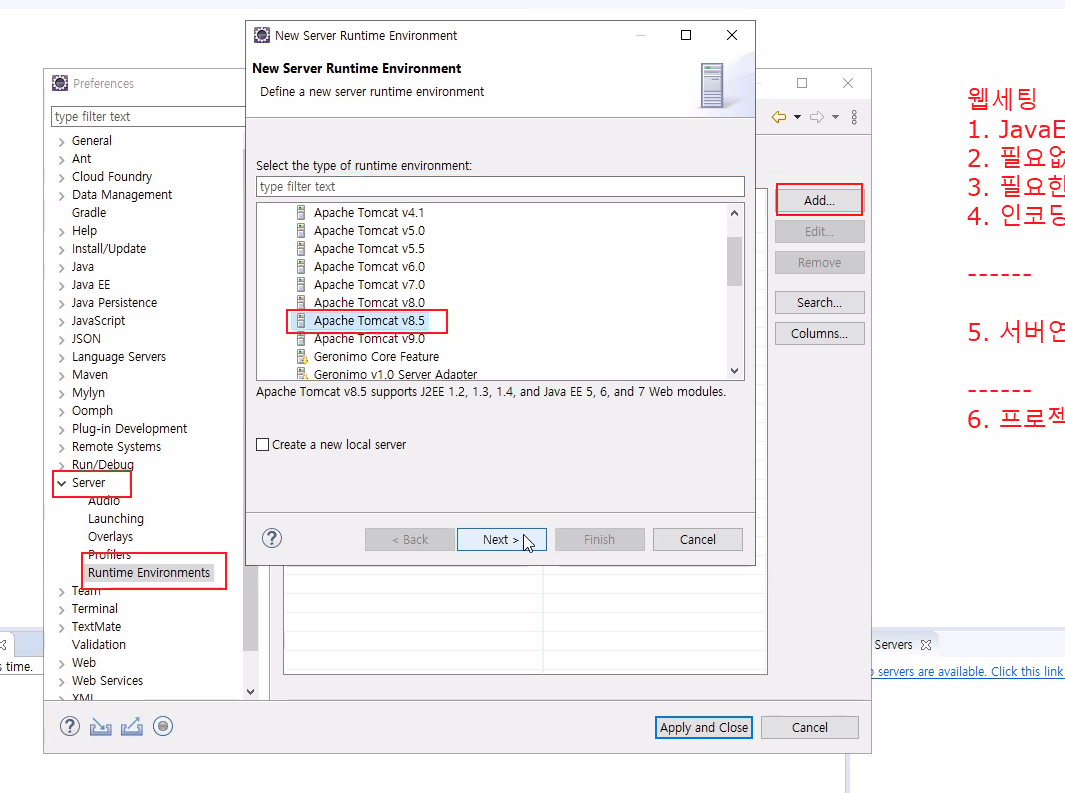 New Server Runtime Environment
New Server Runtime Environment
Define a new server runtime environment
Select the type of runtime environment:
type filter text
Apache Tomcat v4.1
Apache Tomcat v5.0
Apache Tomcat v5.5
Apache Tomcat v6.0
Apache Tomcat v7.0
Apache Tomcat v8.0
Apache Tomcat v8.5
Apache Tomcat v9.0
Geronimo Core Feature
Geronimo v1.0 Server Adapter
Apache Tomcat v8.5 supports J2EE 1.2, 1.3, 1.4, and Java EE 5, 6, and 7 Web modules.
Create a new local server
< Back
Next >
Finish
Cancel
Preferences
type filter text
General
Ant
Cloud Foundry
Data Management
Gradle
Help
Install/Update
Java
Java EE
Java Persistence
JavaScript
JSON
Language Servers
Maven
Mylyn
Oomph
Plug-in Development
Remote Systems
Run/Debug
Server
Audio
Launching
Overlays
Profilers
Runtime Environments
Team
Terminal
TextMate
Validation
Web
Web Services
XML
Add...
Edit...
Remove
Search...
Columns...
Apply and Close
Cancel
웹세팅
1. JavaE
2. 필요없
3. 필요한
4. 인코딩
------
5. 서버연
------
6. 프로젝
time.
Servers
servers are available. Click this link